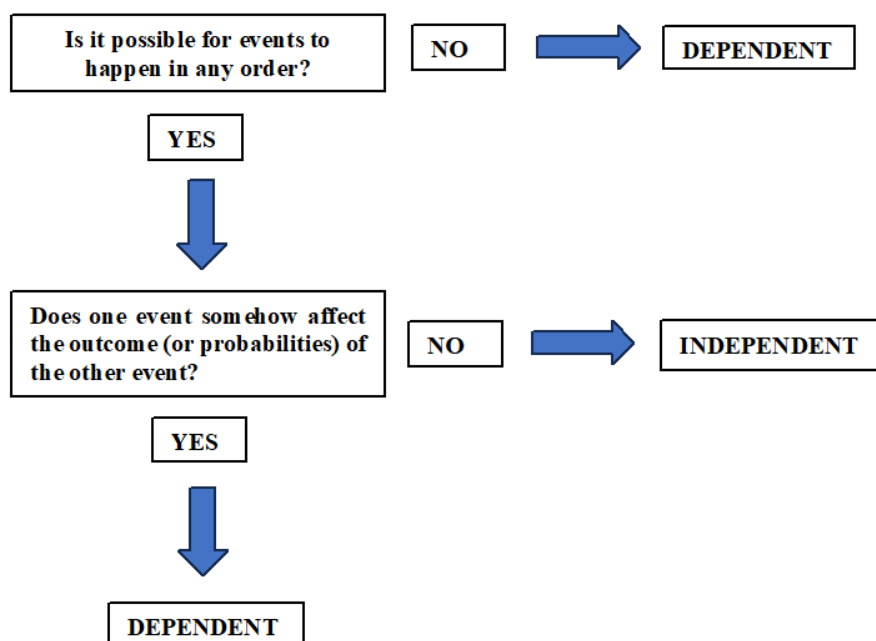 Is it possible for events to
happen in any order?
NO
DEPENDENT
YES
Does one event somehow affect
the outcome (or probabilities) of
the other event?
NO
INDEPENDENT
YES
DEPENDENT